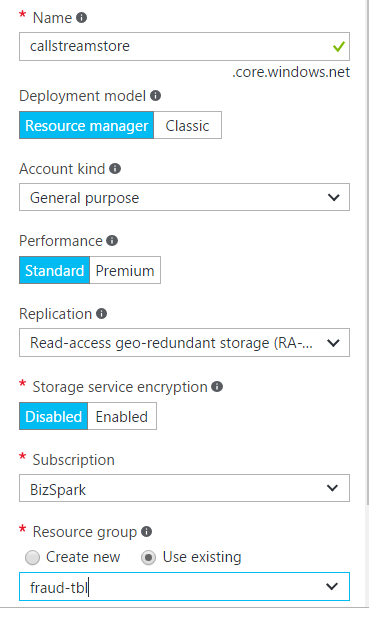 * Name
callstreamstore
.core.windows.net
Deployment model
Resource manager Classic
Account kind
General purpose
Performance
Standard Premium
Replication
Read-access geo-redundant storage (RA-...
* Storage service encryption
Disabled Enabled
* Subscription
BizSpark
* Resource group
Create new Use existing
fraud-tbl